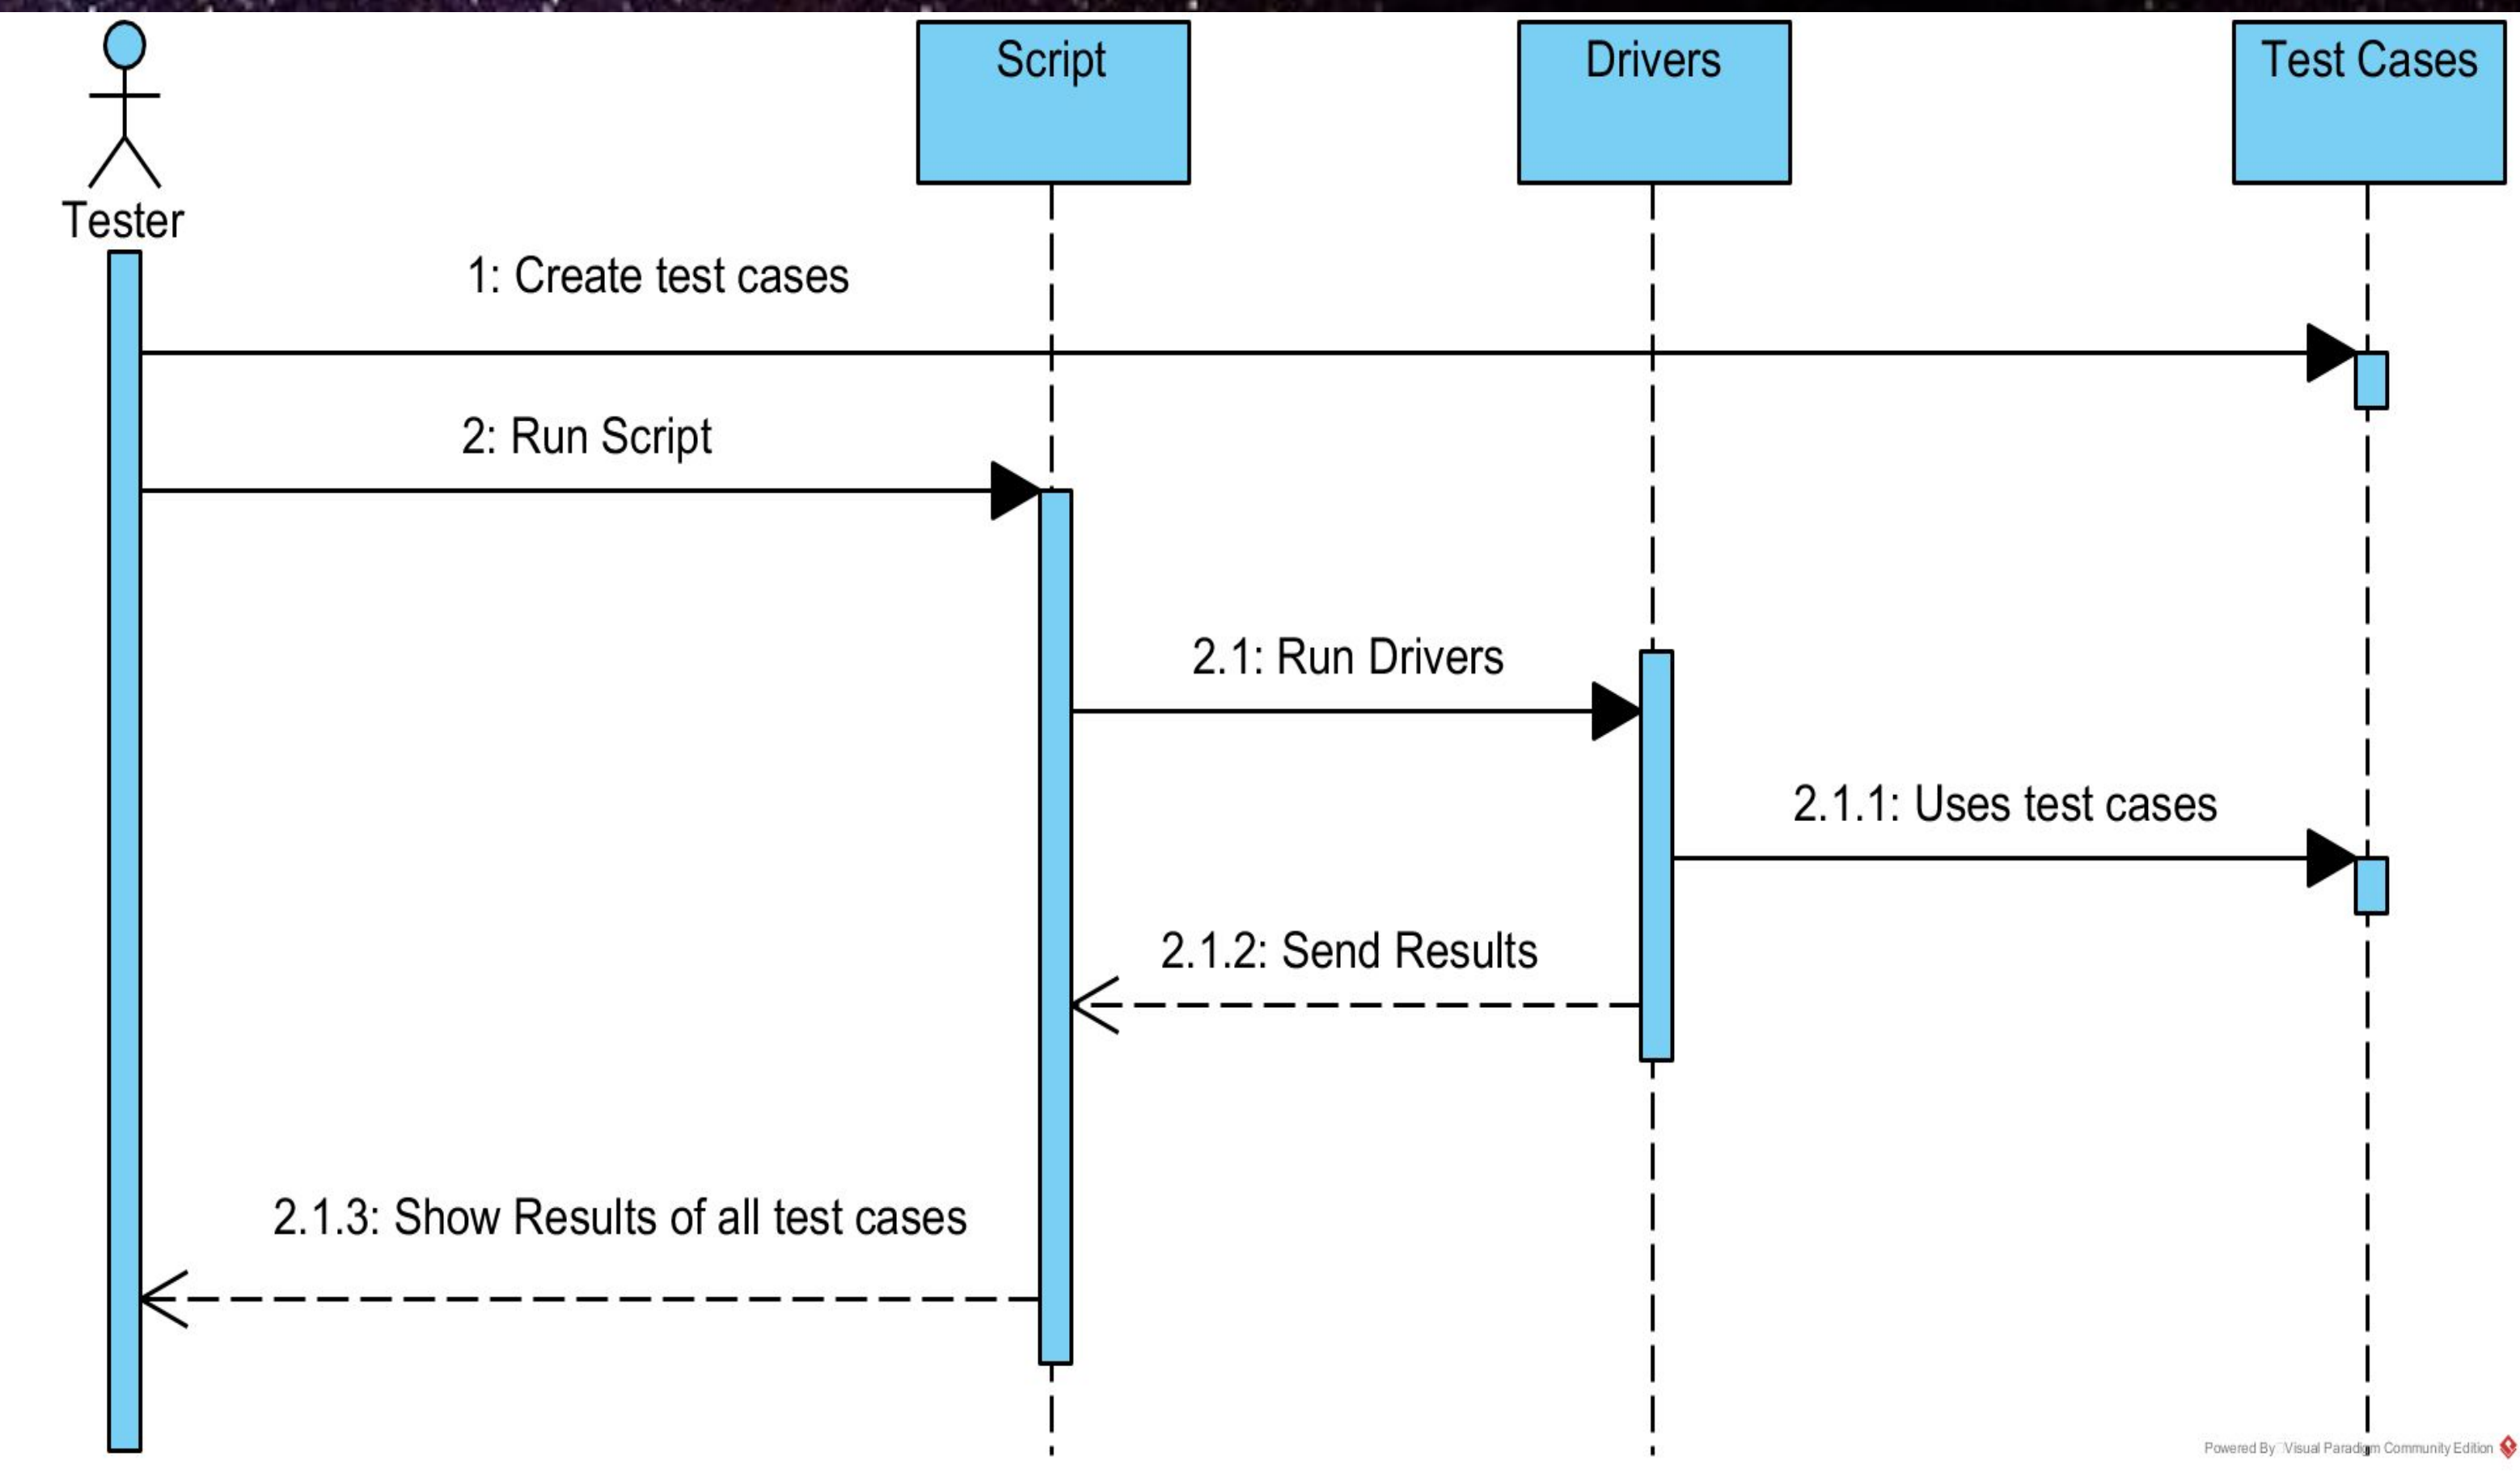 Script
Drivers
Test Cases
Tester
1: Create test cases
2: Run Script
2.1: Run Drivers
2.1.1: Uses test cases
2.1.2: Send Results
2.1.3: Show Results of all test cases
Powered By Visual Paradigm Community Edition